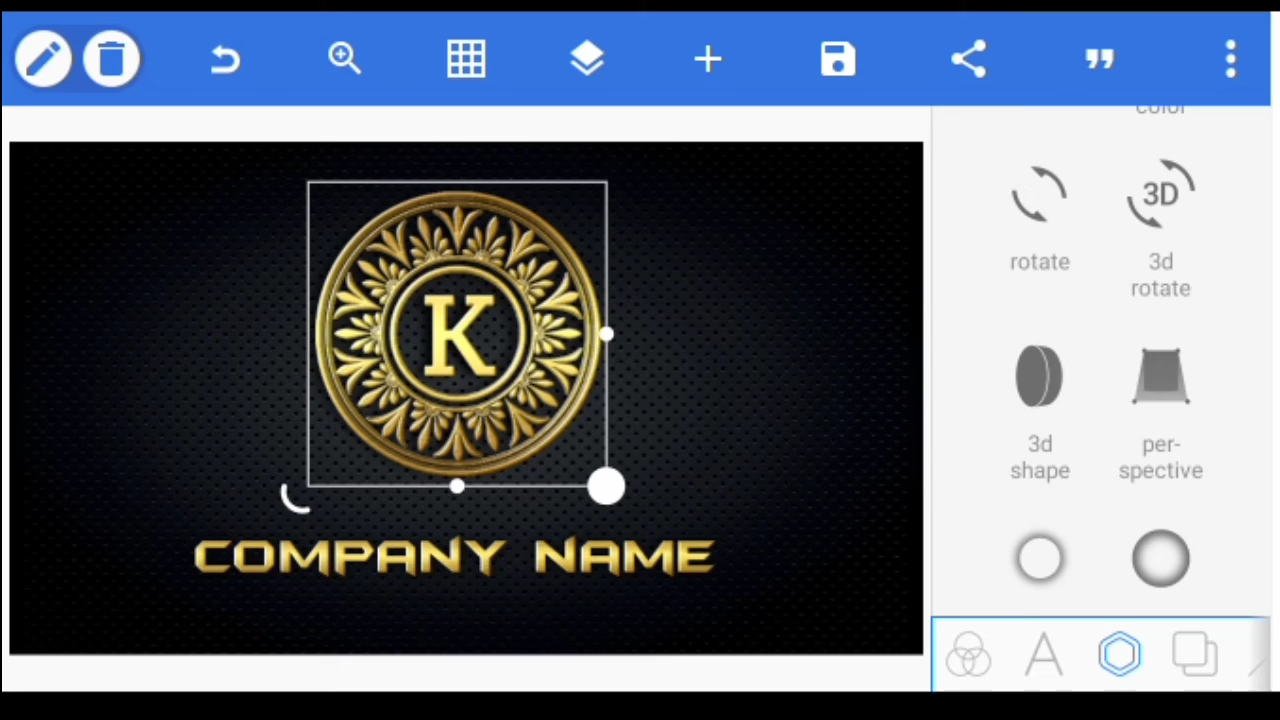 color
3D
rotate
3d
rotate
K
3d
shape
per-
spective
COMPANY NAME